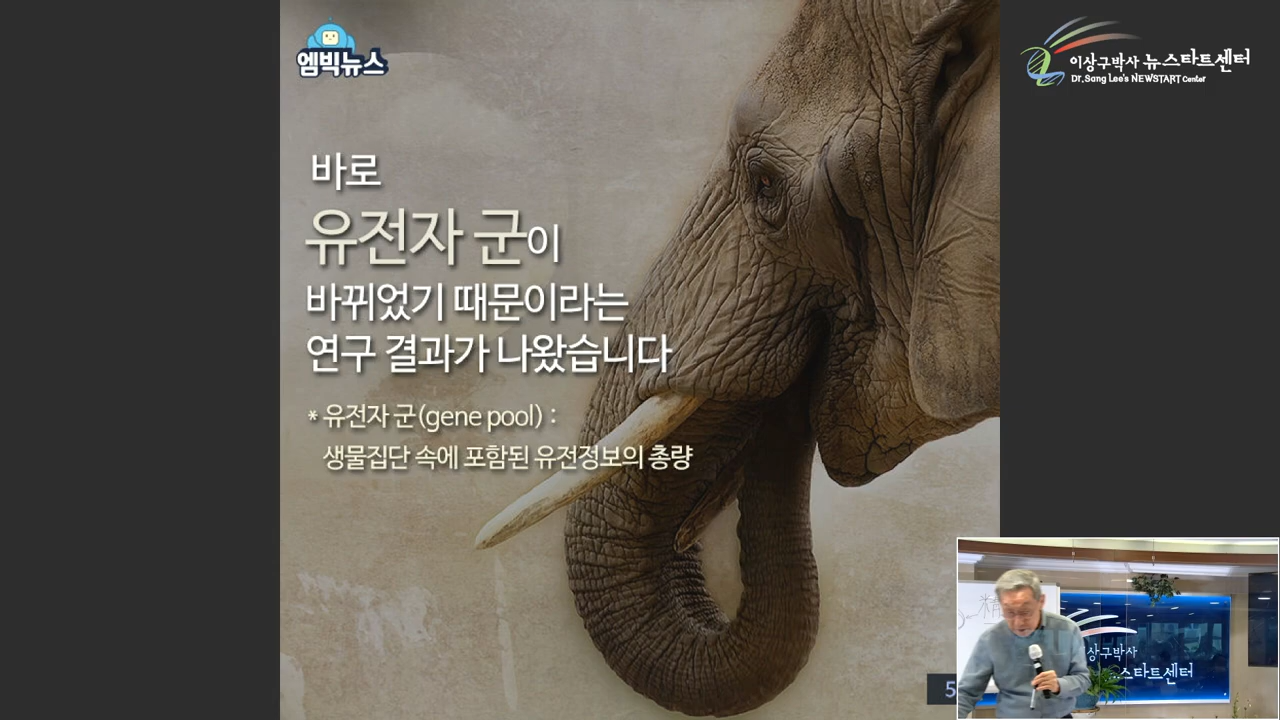 엠빅뉴스
이상구박사 뉴스타트센터
Dr. Sang Lee's NEWSTART Center
바로
유전자 군이
바뀌었기 때문이라는
연구 결과가 나왔습니다
* 유전자 군(gene pool) :
생물집단 속에 포함된 유전정보의 총량
5
精
상구박사
스타트센터